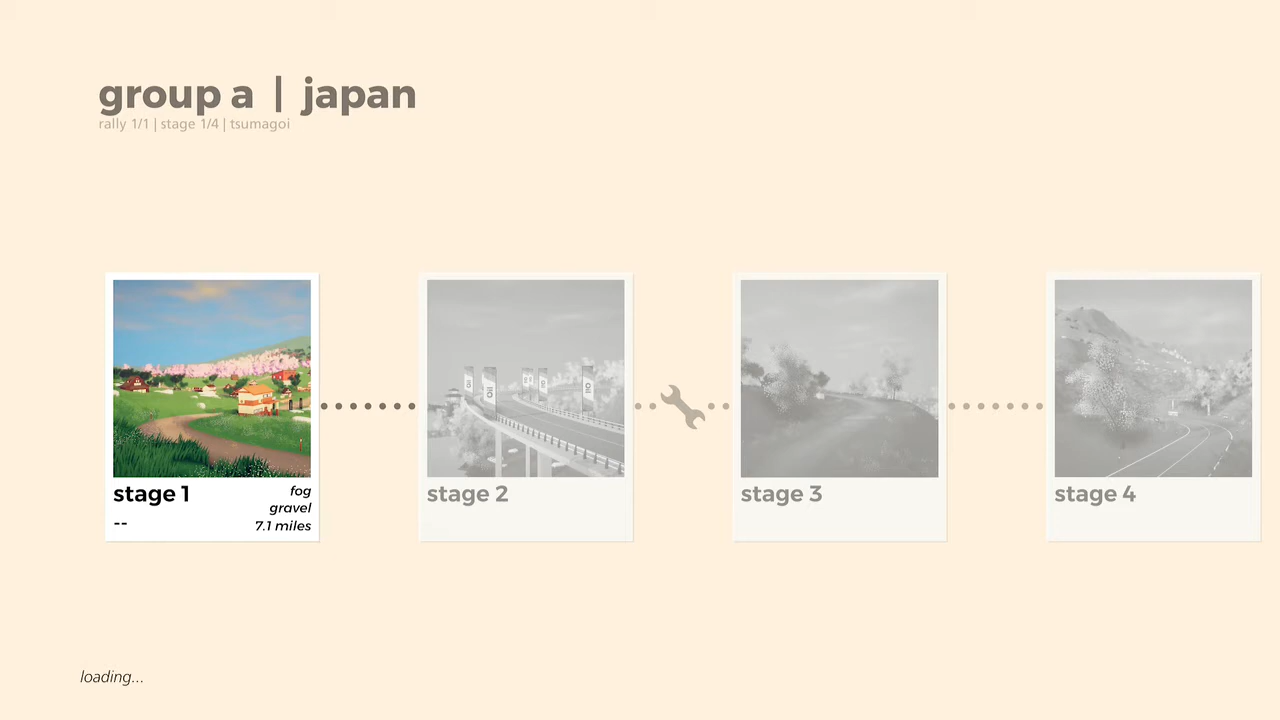 group a | japan
rally 1/1 | stage 1/4 | tsumagoi
stage 1
--
fog
gravel
7.1 miles
stage 2
stage 3
stage 4
loading...